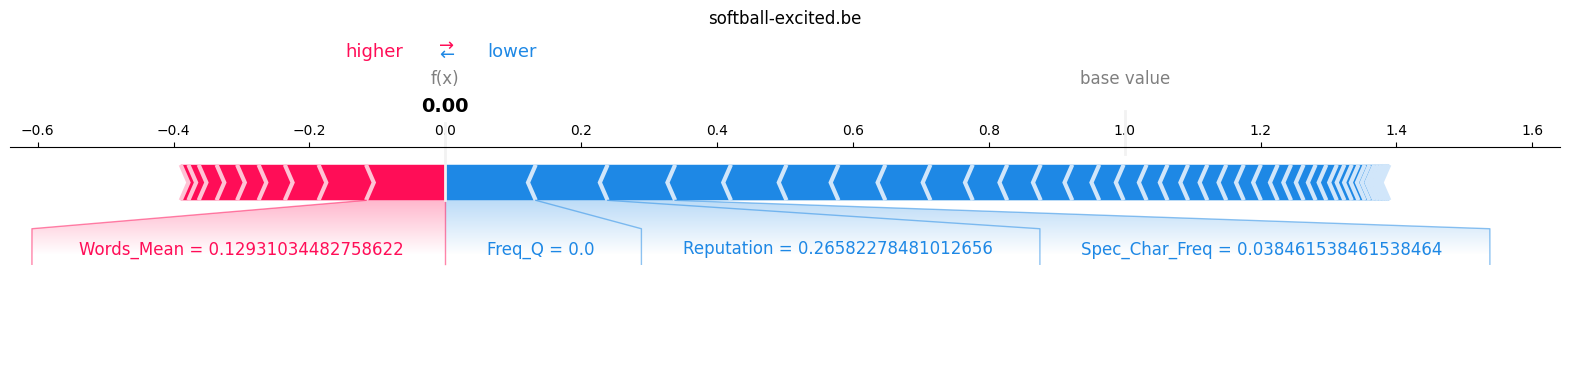 softball-excited.be
higher → lower
←
f(x) base value
0.00
−0.6 −0.4 −0.2 0.0 0.2 0.4 0.6 0.8 1.0 1.2 1.4 1.6
Words_Mean = 0.12931034482758622 Freq_Q = 0.0 Reputation = 0.26582278481012656 Spec_Char_Freq = 0.038461538461538464